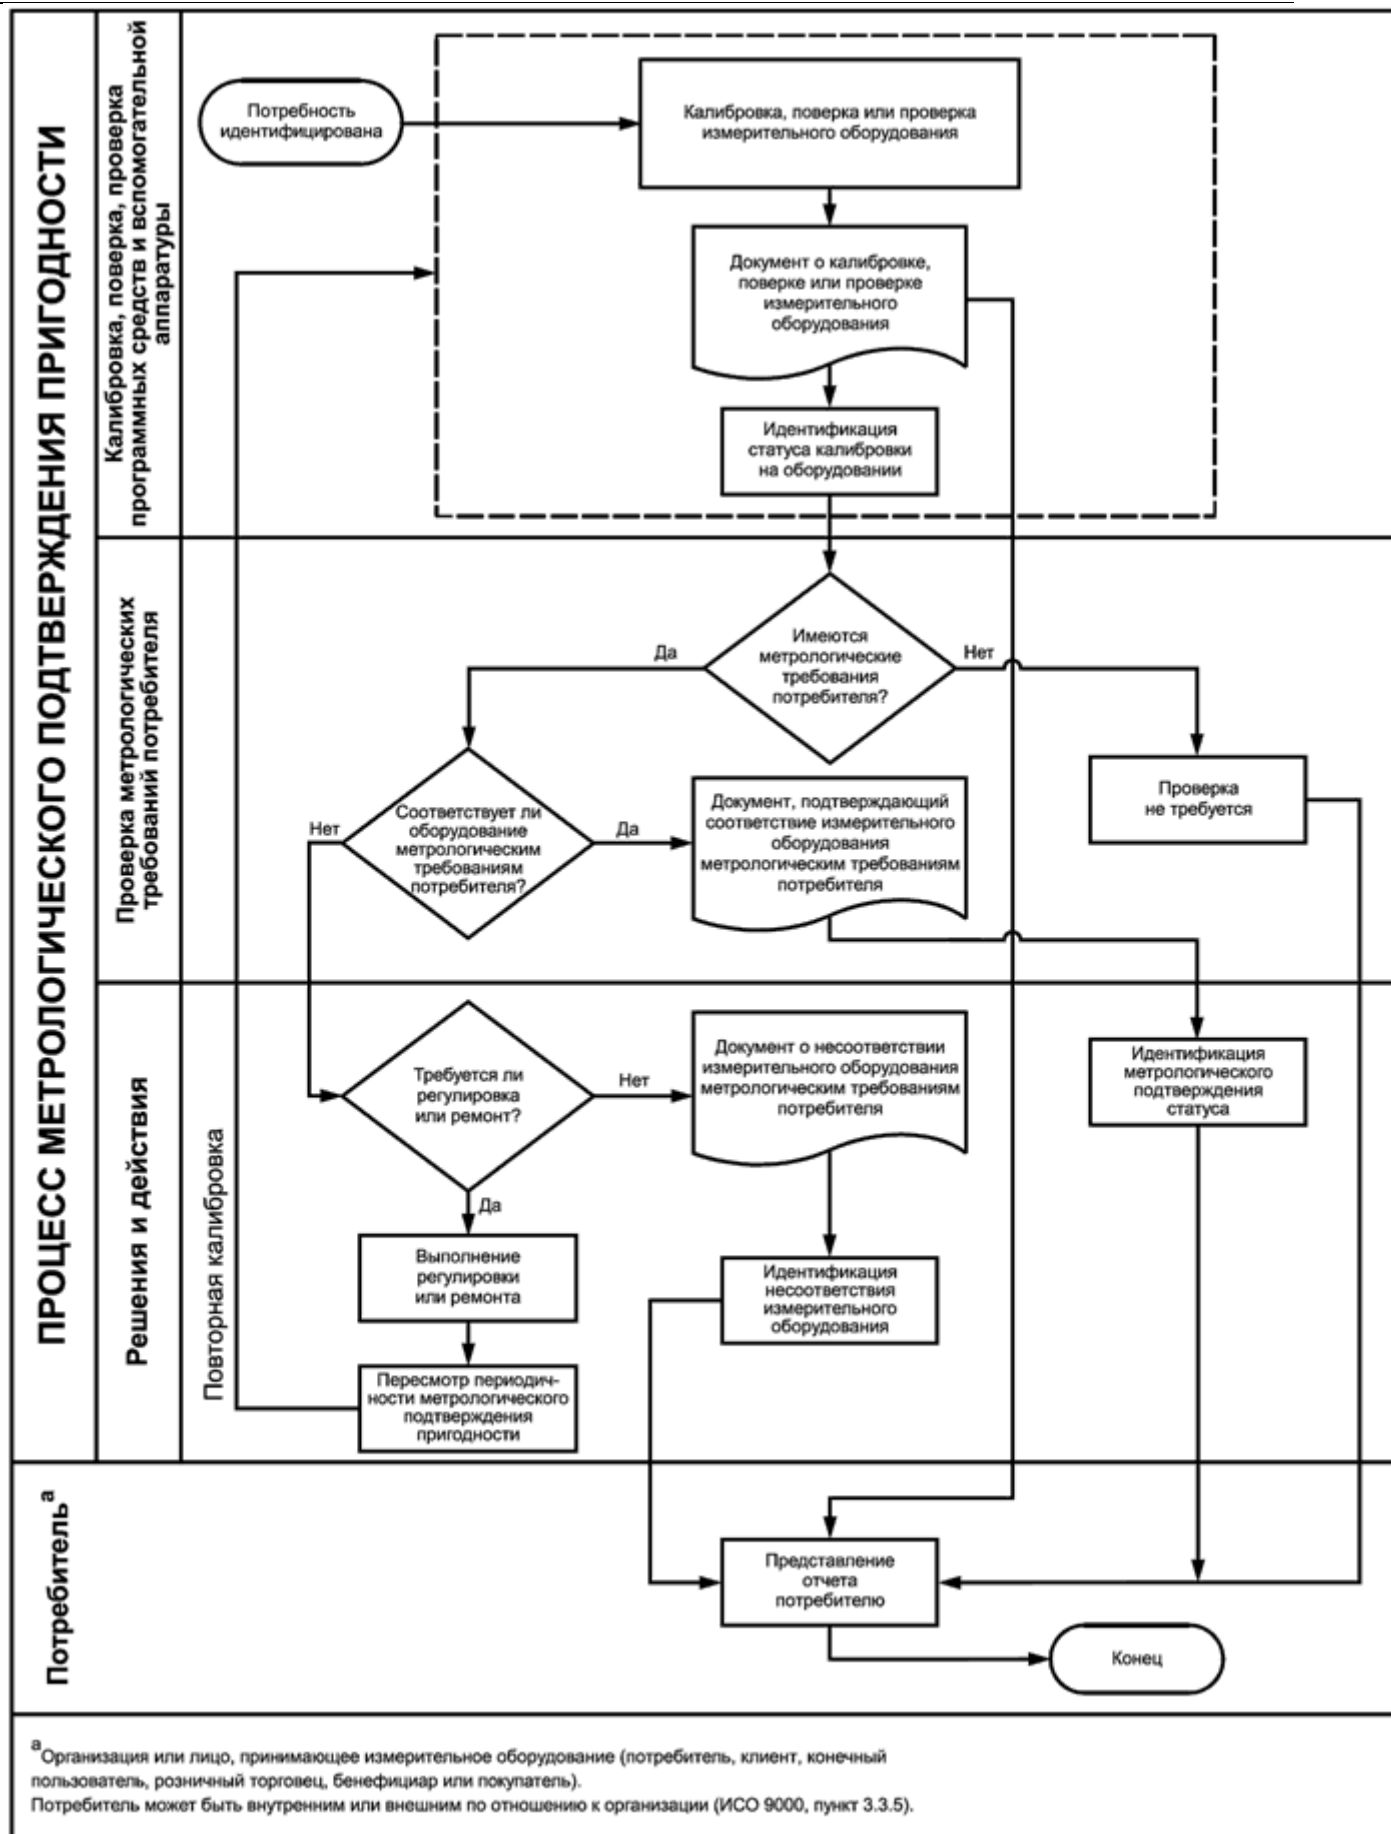 ПРОЦЕСС МЕТРОЛОГИЧЕСКОГО ПОДТВЕРЖДЕНИЯ ПРИГОДНОСТИ
Калибровка, поверка, проверка
программных средств и вспомогательной
аппаратуры
Потребность
идентифицирована
Калибровка, поверка или проверка
измерительного оборудования
Документ о калибровке,
поверке или проверке
измерительного
оборудования
Идентификация
статуса калибровки
на оборудовании
Проверка метрологических
требований потребителя
Имеются
метрологические
требования
потребителя?
Да
Нет
Соответствует ли
оборудование
метрологическим
требованиям
потребителя?
Нет
Да
Документ, подтверждающий
соответствие измерительного
оборудования
метрологическим требованиям
потребителя
Проверка
не требуется
Решения и действия
Повторная калибровка
Требуется ли
регулировка
или ремонт?
Нет
Да
Документ о несоответствии
измерительного оборудования
метрологическим требованиям
потребителя
Идентификация
метрологического
подтверждения
статуса
Выполнение
регулировки
или ремонта
Идентификация
несоответствия
измерительного
оборудования
Пересмотр периодич-
ности метрологического
подтверждения
пригодности
Потребитель a
Представление
отчета
потребителю
Конец
a Организация или лицо, принимающее измерительное оборудование (потребитель, клиент, конечный
пользователь, розничный торговец, бенефициар или покупатель).
Потребитель может быть внутренним или внешним по отношению к организации (ИСО 9000, пункт 3.3.5).